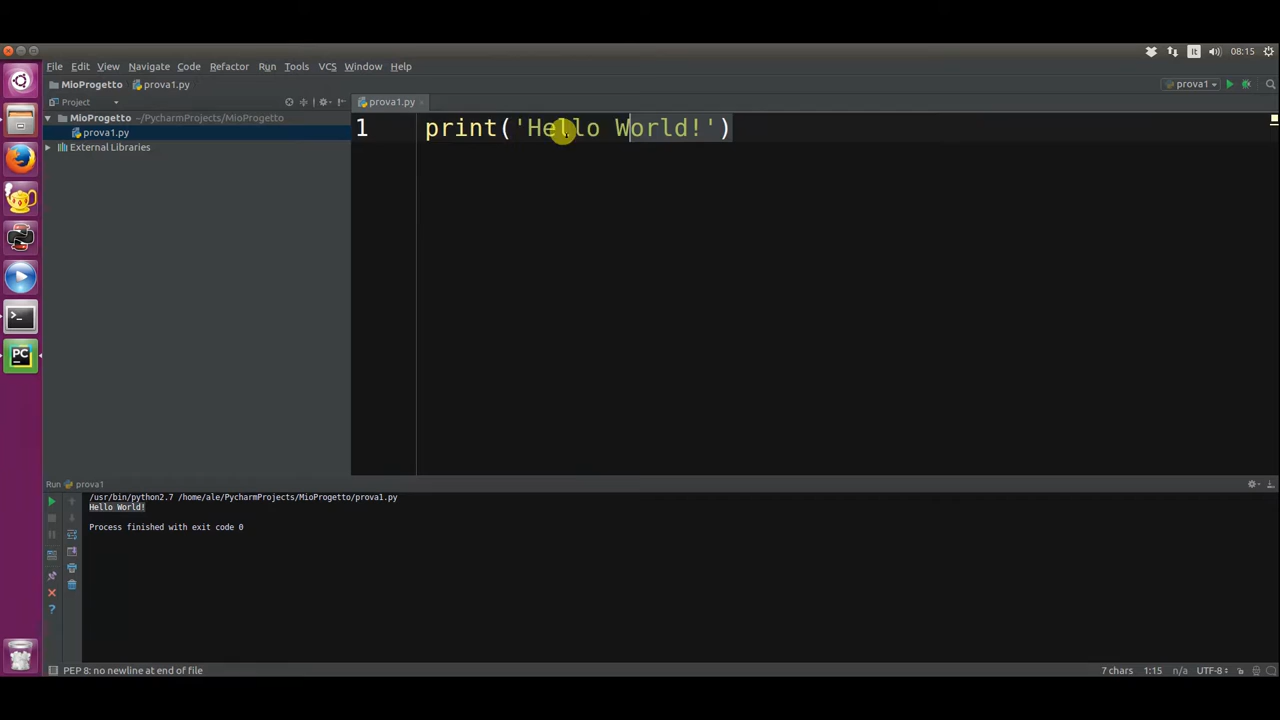 It
08:15
File Edit View Navigate Code Refactor Run Tools VCS Window Help
MioProgetto prova1.py
prova1
Project
prova1.py
MioProgetto ~/PycharmProjects/MioProgetto
prova1.py
External Libraries
1 print('Hello World!')
PC
Run prova1
/usr/bin/python2.7 /home/ale/PycharmProjects/MioProgetto/prova1.py
Hello World!
Process finished with exit code 0
PEP 8: no newline at end of file
7 chars 1:15 n/a UTF-8